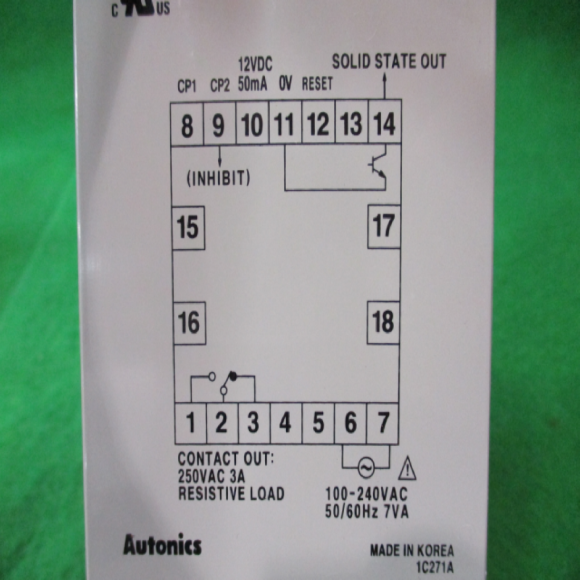 C US
12VDC SOLID STATE OUT
CP1 CP2 50mA 0V RESET
8 9 10 11 12 13 14
(INHIBIT)
15 17
16 18
1 2 3 4 5 6 7
CONTACT OUT:
250VAC 3A
RESISTIVE LOAD 100-240VAC
50/60Hz 7VA
Autonics MADE IN KOREA
1C271A